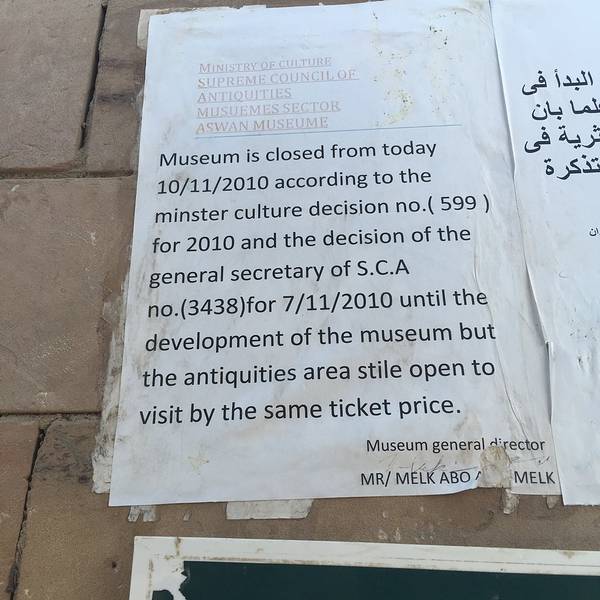 MINISTRY OF CULTURE
SUPREME COUNCIL OF
ANTIQUITIES
MUSUEMES SECTOR
ASWAN MUSEUME
Museum is closed from today
10/11/2010 according to the
minster culture decision no.( 599 )
for 2010 and the decision of the
general secretary of S.C.A
no.(3438)for 7/11/2010 until the
development of the museum but
the antiquities area stile open to
visit by the same ticket price.
Museum general director
MR/ MELK ABO MELK
البدأ فى
علما بان
ثرية فى
تذكرة